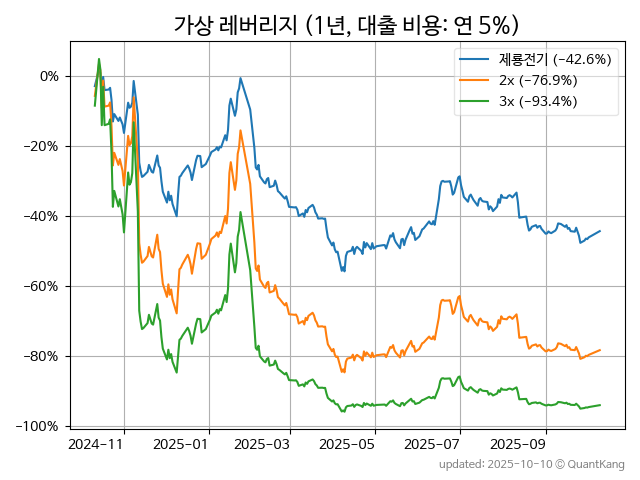 가상 레버리지 (1년, 대출 비용: 연 5%)
제룡전기 (−42.6%)
2x (−76.9%)
3x (−93.4%)
0%
−20%
−40%
−60%
−80%
−100%
2024-11
2025-01
2025-03
2025-05
2025-07
2025-09
updated: 2025-10-10 © QuantKang